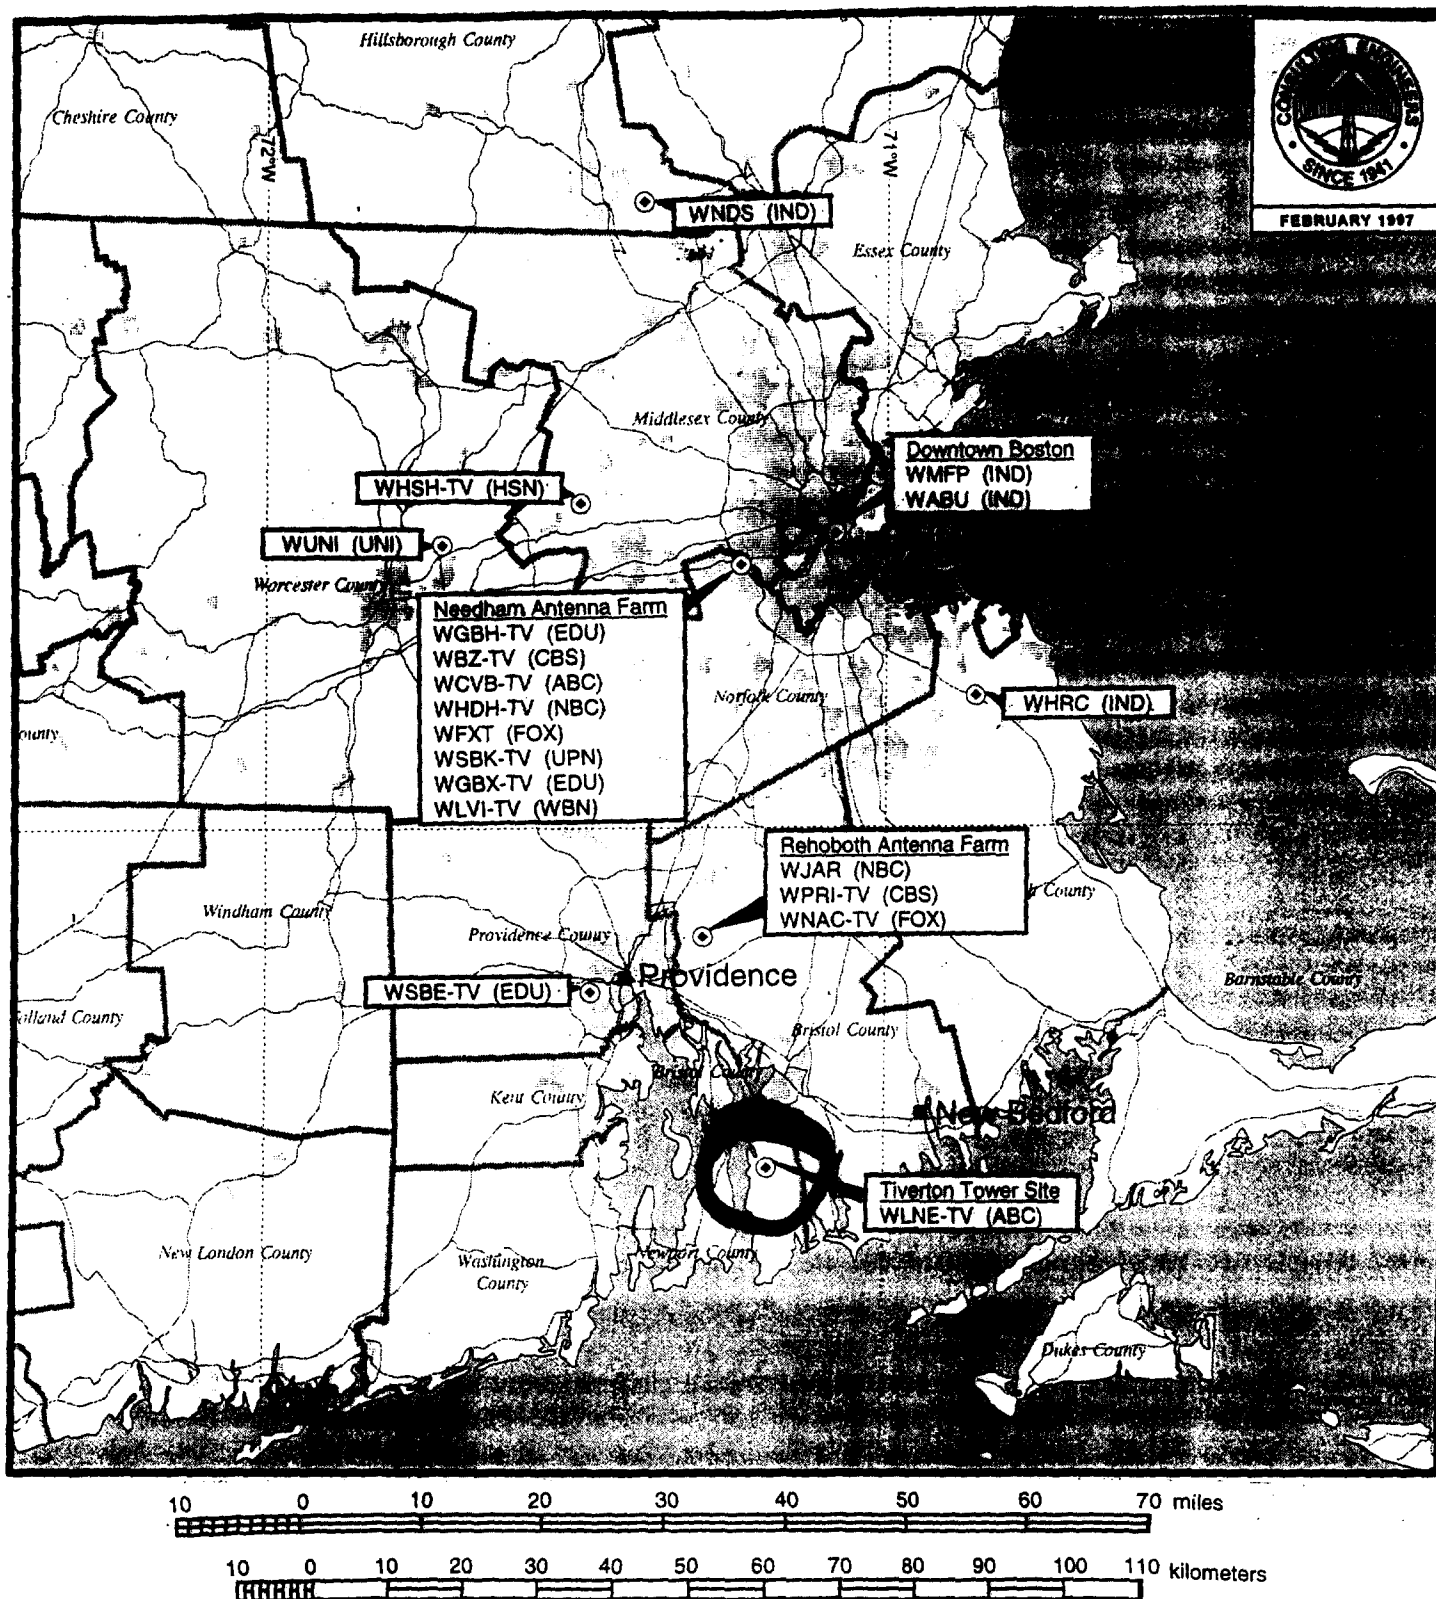 Hillsborough County
Cheshire County
72°W
71°W
CONSULTING ENGINEERS
• SINCE 1941 •
FEBRUARY 1997
WNDS (IND)
Essex County
Middlesex County
Downtown Boston
WMFP (IND)
WABU (IND)
WHSH-TV (HSN)
WUNI (UNI)
Worcester County
Needham Antenna Farm
WGBH-TV (EDU)
WBZ-TV (CBS)
WCVB-TV (ABC)
WHDH-TV (NBC)
WFXT (FOX)
WSBK-TV (UPN)
WGBX-TV (EDU)
WLVI-TV (WBN)
Norfolk County
WHRC (IND)
ounty
Rehoboth Antenna Farm
WJAR (NBC)
WPRI-TV (CBS)
WNAC-TV (FOX)
h County
Windham County
Providence County
Providence
WSBE-TV (EDU)
Barnstable County
olland County
Bristol County
Bristol County
Kent County
New Bedford
Tiverton Tower Site
WLNE-TV (ABC)
New London County
Washington
County
Newport County
Dukes County
10 0 10 20 30 40 50 60 70 miles
10 0 10 20 30 40 50 60 70 80 90 100 110 kilometers